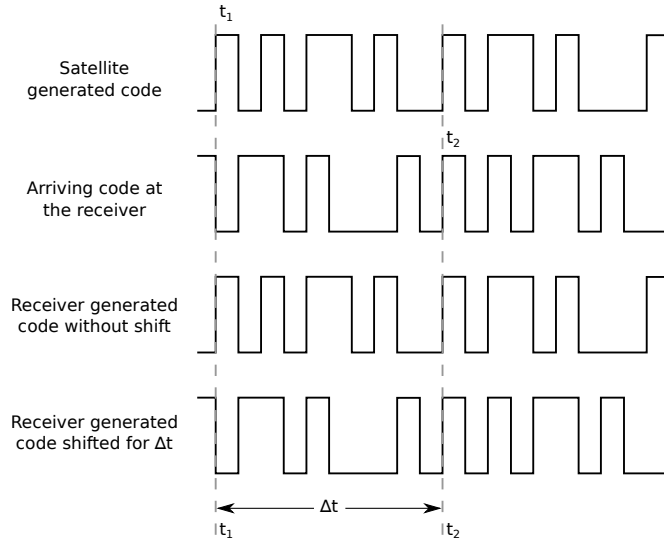 t₁
Satellite
generated code
t₂
Arriving code at
the receiver
Receiver generated
code without shift
Receiver generated
code shifted for Δt
Δt
t₁
t₂